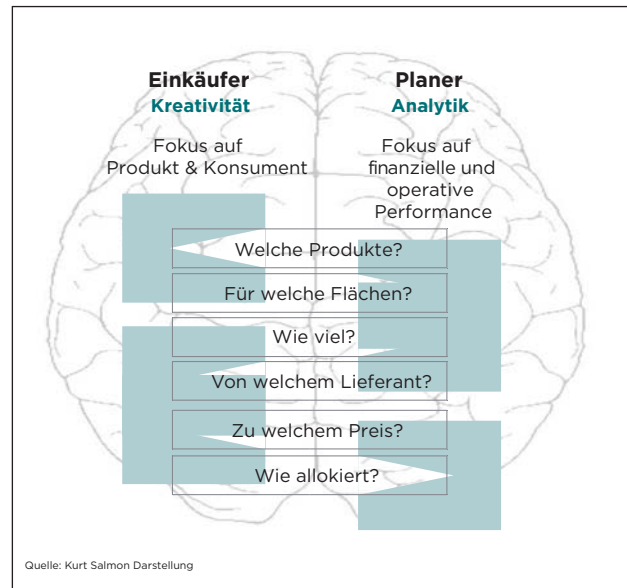 Einkäufer
Kreativität
Fokus auf
Produkt & Konsument
Planer
Analytik
Fokus auf
finanzielle und
operative
Performance
Welche Produkte?
Für welche Flächen?
Wie viel?
Von welchem Lieferant?
Zu welchem Preis?
Wie allokiert?
Quelle: Kurt Salmon Darstellung